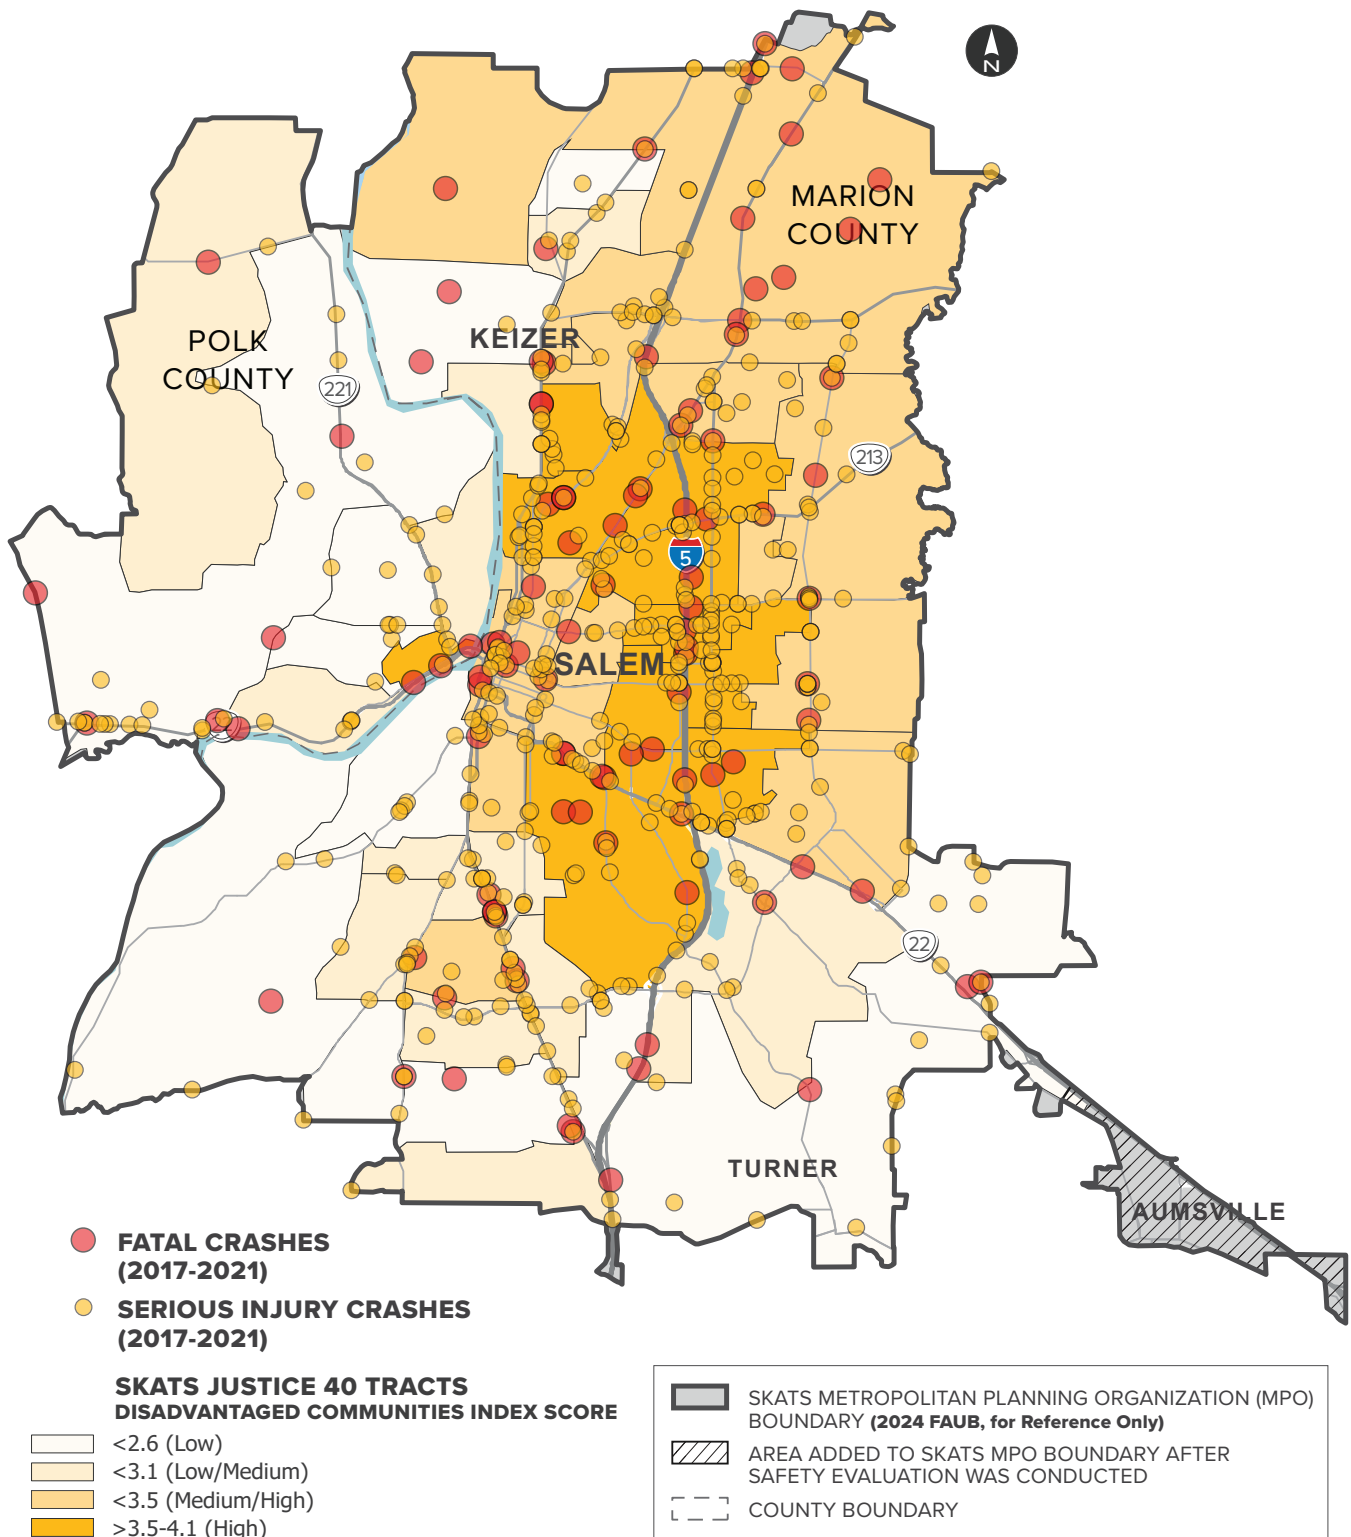 N
MARION
COUNTY
POLK
COUNTY
KEIZER
221
213
5
SALEM
22
TURNER
AUMSVILLE
FATAL CRASHES
(2017-2021)
SERIOUS INJURY CRASHES
(2017-2021)
SKATS JUSTICE 40 TRACTS
DISADVANTAGED COMMUNITIES INDEX SCORE
<2.6 (Low)
<3.1 (Low/Medium)
<3.5 (Medium/High)
>3.5-4.1 (High)
SKATS METROPOLITAN PLANNING ORGANIZATION (MPO)
BOUNDARY (2024 FAUB, for Reference Only)
AREA ADDED TO SKATS MPO BOUNDARY AFTER
SAFETY EVALUATION WAS CONDUCTED
COUNTY BOUNDARY